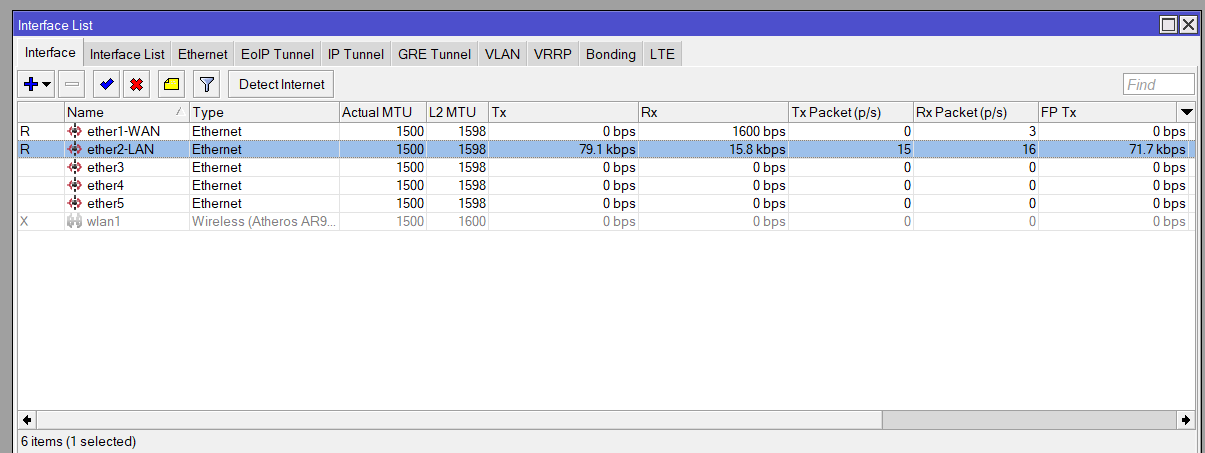 Interface List
Interface Interface List Ethernet EoIP Tunnel IP Tunnel GRE Tunnel VLAN VRRP Bonding LTE
Detect Internet Find
Name Type Actual MTU L2 MTU Tx Rx Tx Packet (p/s) Rx Packet (p/s) FP Tx
R ether1-WAN Ethernet 1500 1598 0 bps 1600 bps 0 3 0 bps
R ether2-LAN Ethernet 1500 1598 79.1 kbps 15.8 kbps 15 16 71.7 kbps
ether3 Ethernet 1500 1598 0 bps 0 bps 0 0 0 bps
ether4 Ethernet 1500 1598 0 bps 0 bps 0 0 0 bps
ether5 Ethernet 1500 1598 0 bps 0 bps 0 0 0 bps
X wlan1 Wireless (Atheros AR9... 1500 1600 0 bps 0 bps 0 0 0 bps
6 items (1 selected)